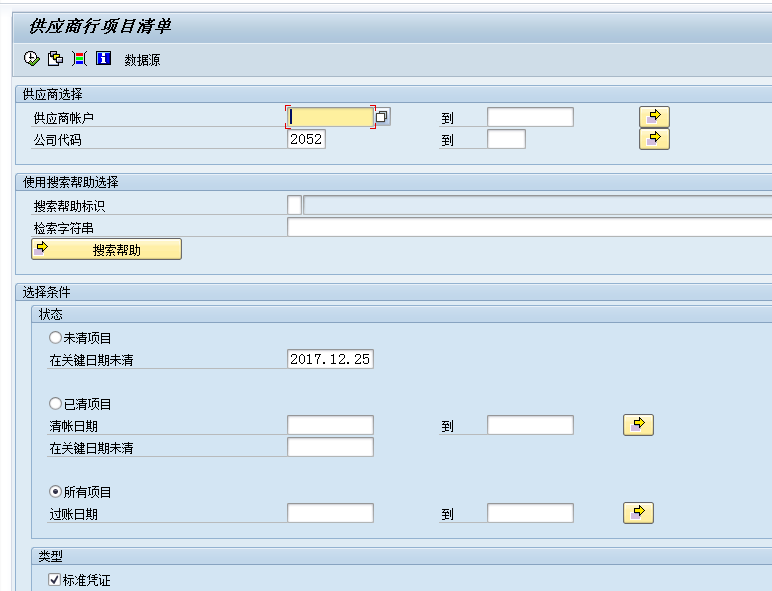 供应商行项目清单
数据源
供应商选择
供应商帐户 到
公司代码 2052 到
使用搜索帮助选择
搜索帮助标识
检索字符串
搜索帮助
选择条件
状态
未清项目
在关键日期未清 2017.12.25
已清项目
清帐日期 到
在关键日期未清
所有项目
过账日期 到
类型
标准凭证